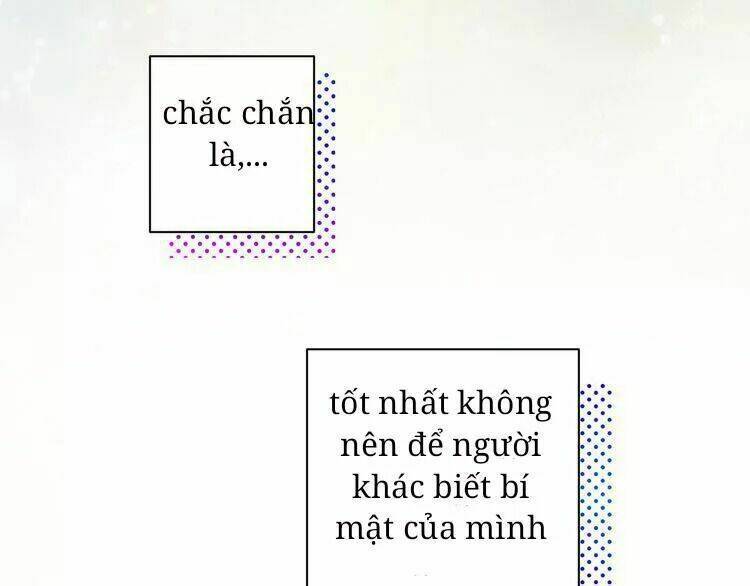 chắc chắn
là,...
tốt nhất không
nên để người
khác biết bí
mật của mình